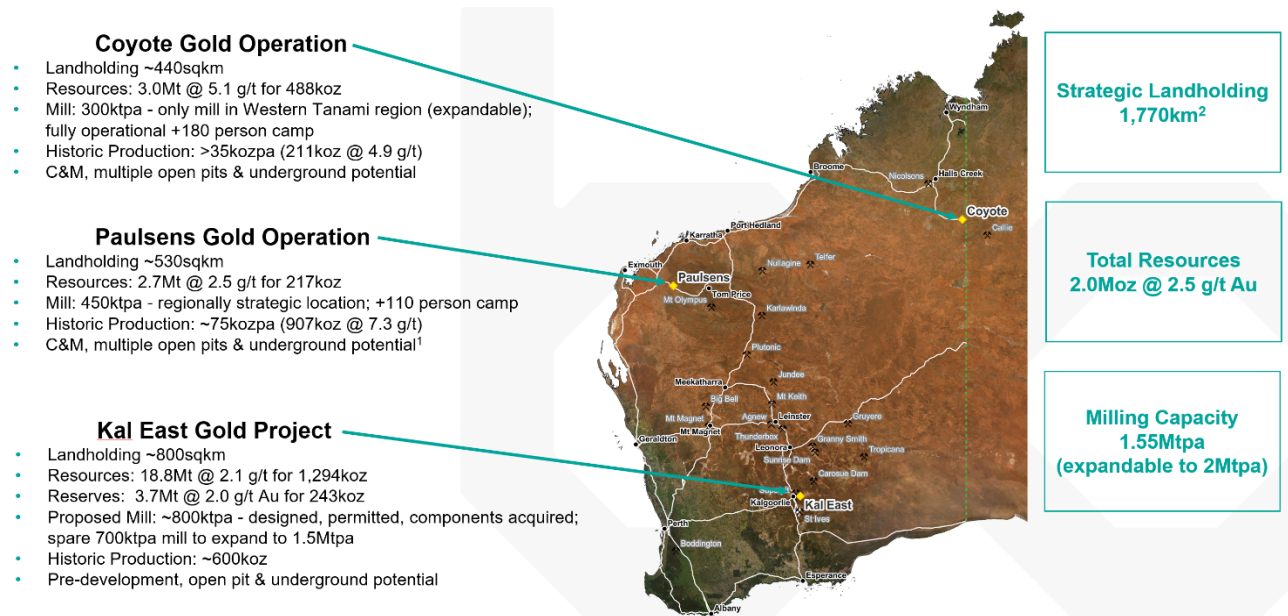 Coyote Gold Operation
• Landholding ~440sqkm
• Resources: 3.0Mt @ 5.1 g/t for 488koz
• Mill: 300ktpa - only mill in Western Tanami region (expandable);
fully operational +180 person camp
• Historic Production: >35kozpa (211koz @ 4.9 g/t)
• C&M, multiple open pits & underground potential
Paulsens Gold Operation
• Landholding ~530sqkm
• Resources: 2.7Mt @ 2.5 g/t for 217koz
• Mill: 450ktpa - regionally strategic location; +110 person camp
• Historic Production: ~75kozpa (907koz @ 7.3 g/t)
• C&M, multiple open pits & underground potential¹
Kal East Gold Project
• Landholding ~800sqkm
• Resources: 18.8Mt @ 2.1 g/t for 1,294koz
• Reserves: 3.7Mt @ 2.0 g/t Au for 243koz
• Proposed Mill: ~800ktpa - designed, permitted, components acquired;
spare 700ktpa mill to expand to 1.5Mtpa
• Historic Production: ~600koz
• Pre-development, open pit & underground potential
Wyndham
Broome
Nicolsons
Halls Creek
Coyote
Callie
Port Hedland
Karratha
Exmouth
Paulsens
Nullagine
Telfer
Mt Olympus
Tom Price
Karlawinda
Plutonic
Jundee
Meekatharra
Big Bell
Mt Keith
Mt Magnet
Agnew
Leinster
Gruyere
Mt Magnet
Geraldton
Thunderbox
Granny Smith
Leonora
Sunrise Dam
Tropicana
Carosue Dam
Kalgoorlie
Kal East
St Ives
Perth
Boddington
Esperance
Albany
Strategic Landholding
1,770km²
Total Resources
2.0Moz @ 2.5 g/t Au
Milling Capacity
1.55Mtpa
(expandable to 2Mtpa)